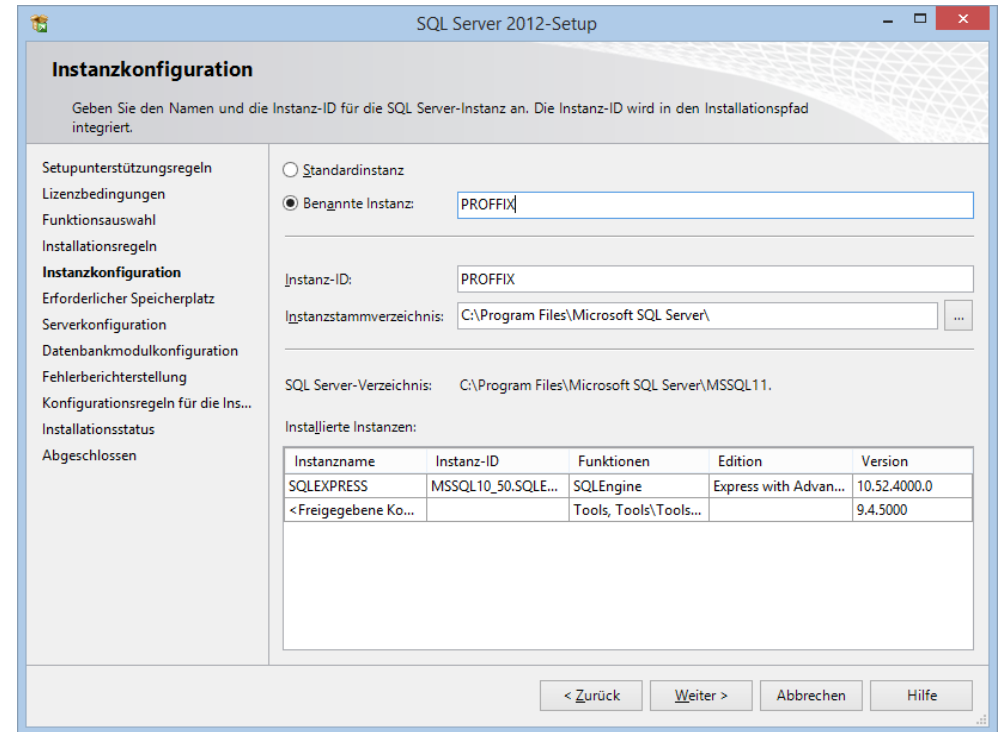 SQL Server 2012-Setup
Instanzkonfiguration
Geben Sie den Namen und die Instanz-ID für die SQL Server-Instanz an. Die Instanz-ID wird in den Installationspfad
integriert.
Setupunterstützungsregeln
Lizenzbedingungen
Funktionsauswahl
Installationsregeln
Instanzkonfiguration
Erforderlicher Speicherplatz
Serverkonfiguration
Datenbankmodulkonfiguration
Fehlerberichterstellung
Konfigurationsregeln für die Ins...
Installationsstatus
Abgeschlossen
Standardinstanz
Benannte Instanz: PROFFIX
Instanz-ID: PROFFIX
Instanzstammverzeichnis: C:\Program Files\Microsoft SQL Server\ ...
SQL Server-Verzeichnis: C:\Program Files\Microsoft SQL Server\MSSQL11.
Installierte Instanzen:
Instanzname Instanz-ID Funktionen Edition Version
SQLEXPRESS MSSQL10_50.SQLE... SQLEngine Express with Advan... 10.52.4000.0
<Freigegebene Ko... Tools, Tools\Tools... 9.4.5000
< Zurück Weiter > Abbrechen Hilfe